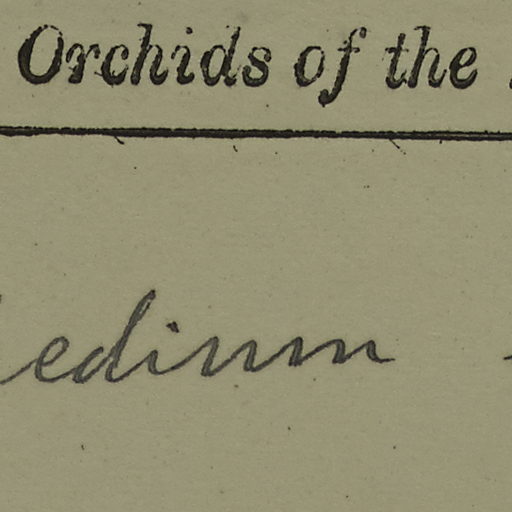 Orchids of the
edium